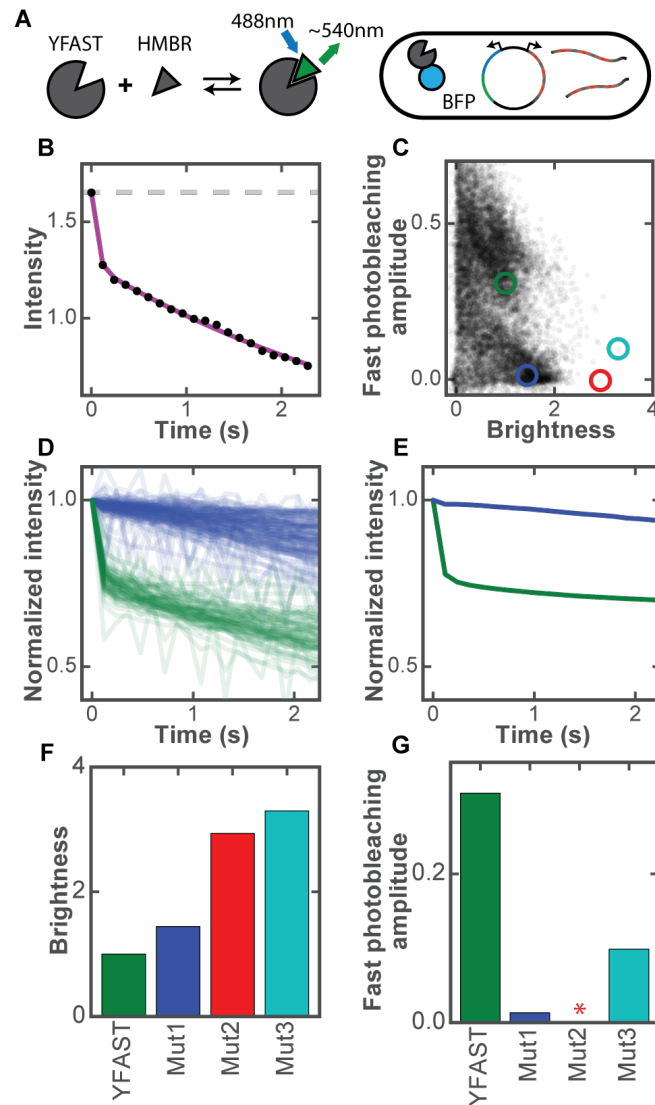 A
YFAST
HMBR
+
488nm
~540nm
BFP
B
Intensity
1.5
1.0
0
1
2
Time (s)
C
Fast photobleaching
amplitude
0.5
0.0
0
2
4
Brightness
D
Normalized intensity
1.0
0.5
0
1
2
Time (s)
E
Normalized intensity
1.0
0.5
0
1
2
Time (s)
F
Brightness
4
2
0
YFAST
Mut1
Mut2
Mut3
G
Fast photobleaching
amplitude
0.2
0.0
*
YFAST
Mut1
Mut2
Mut3